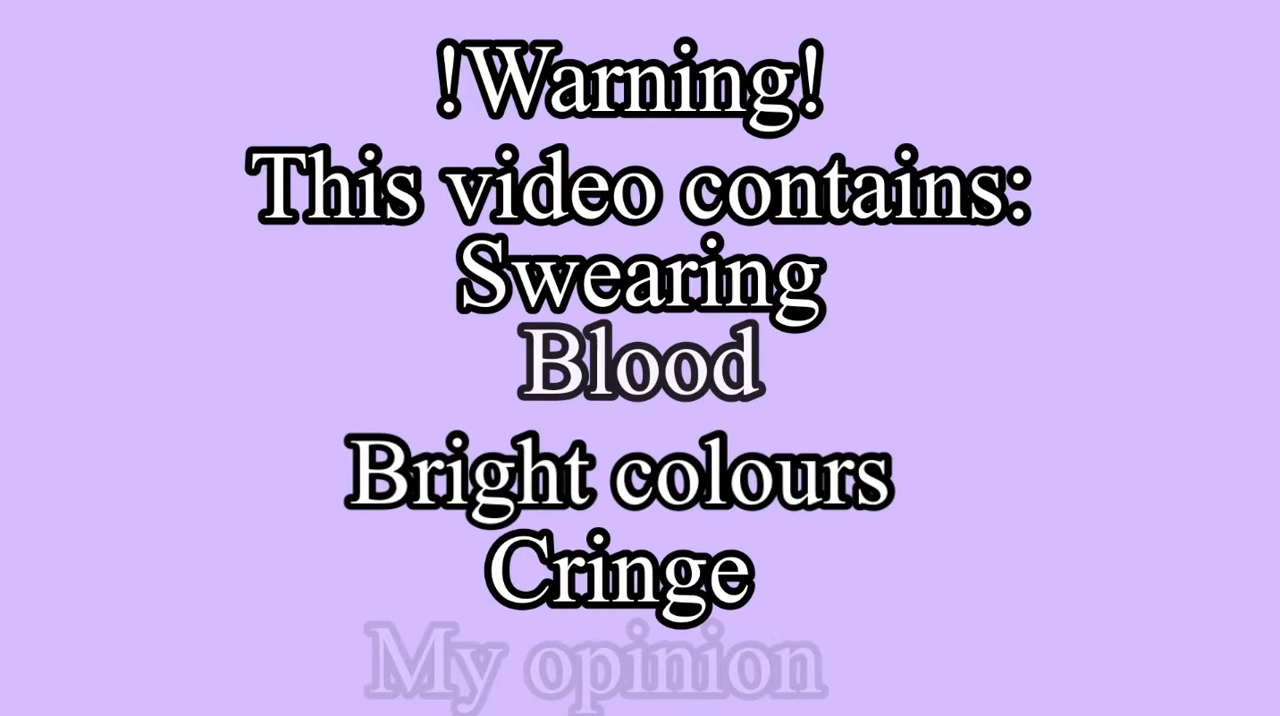 !Warning!
This video contains:
Swearing
Blood
Bright colours
Cringe
My opinion